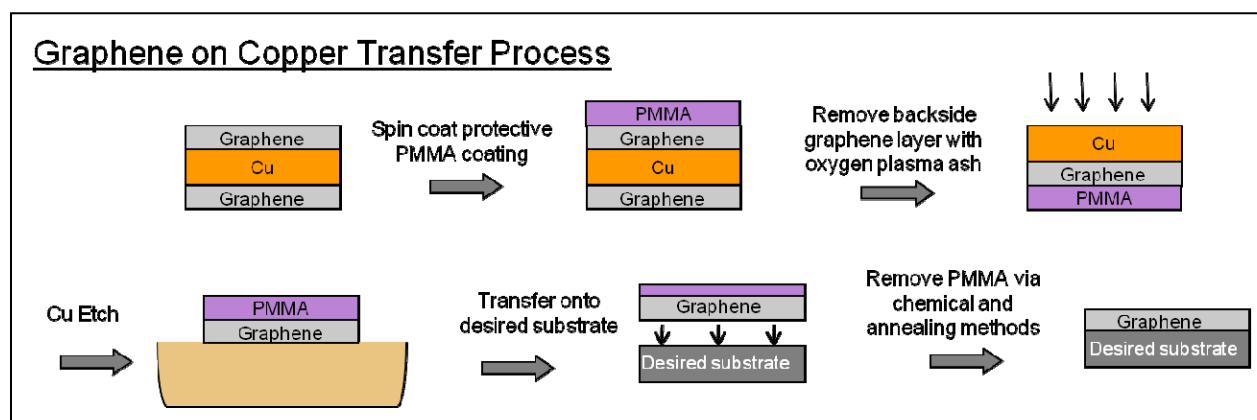 Graphene on Copper Transfer Process
Graphene
Cu
Graphene
Spin coat protective
PMMA coating
PMMA
Graphene
Cu
Graphene
Remove backside
graphene layer with
oxygen plasma ash
Cu
Graphene
PMMA
Cu Etch
PMMA
Graphene
Transfer onto
desired substrate
Graphene
Desired substrate
Remove PMMA via
chemical and
annealing methods
Graphene
Desired substrate